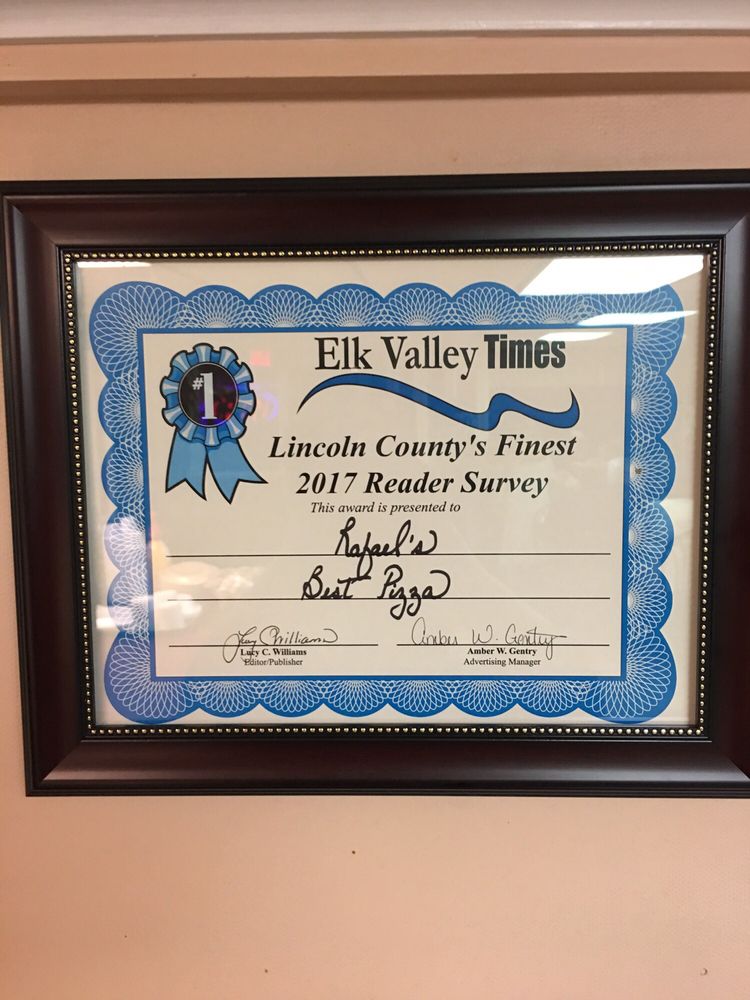 #1
Elk Valley Times
Lincoln County's Finest
2017 Reader Survey
This award is presented to
Rafael's
Best Pizza
Lucy C Williams
Amber W. Gentry
Lucy C. Williams
Amber W. Gentry
Editor/Publisher
Advertising Manager